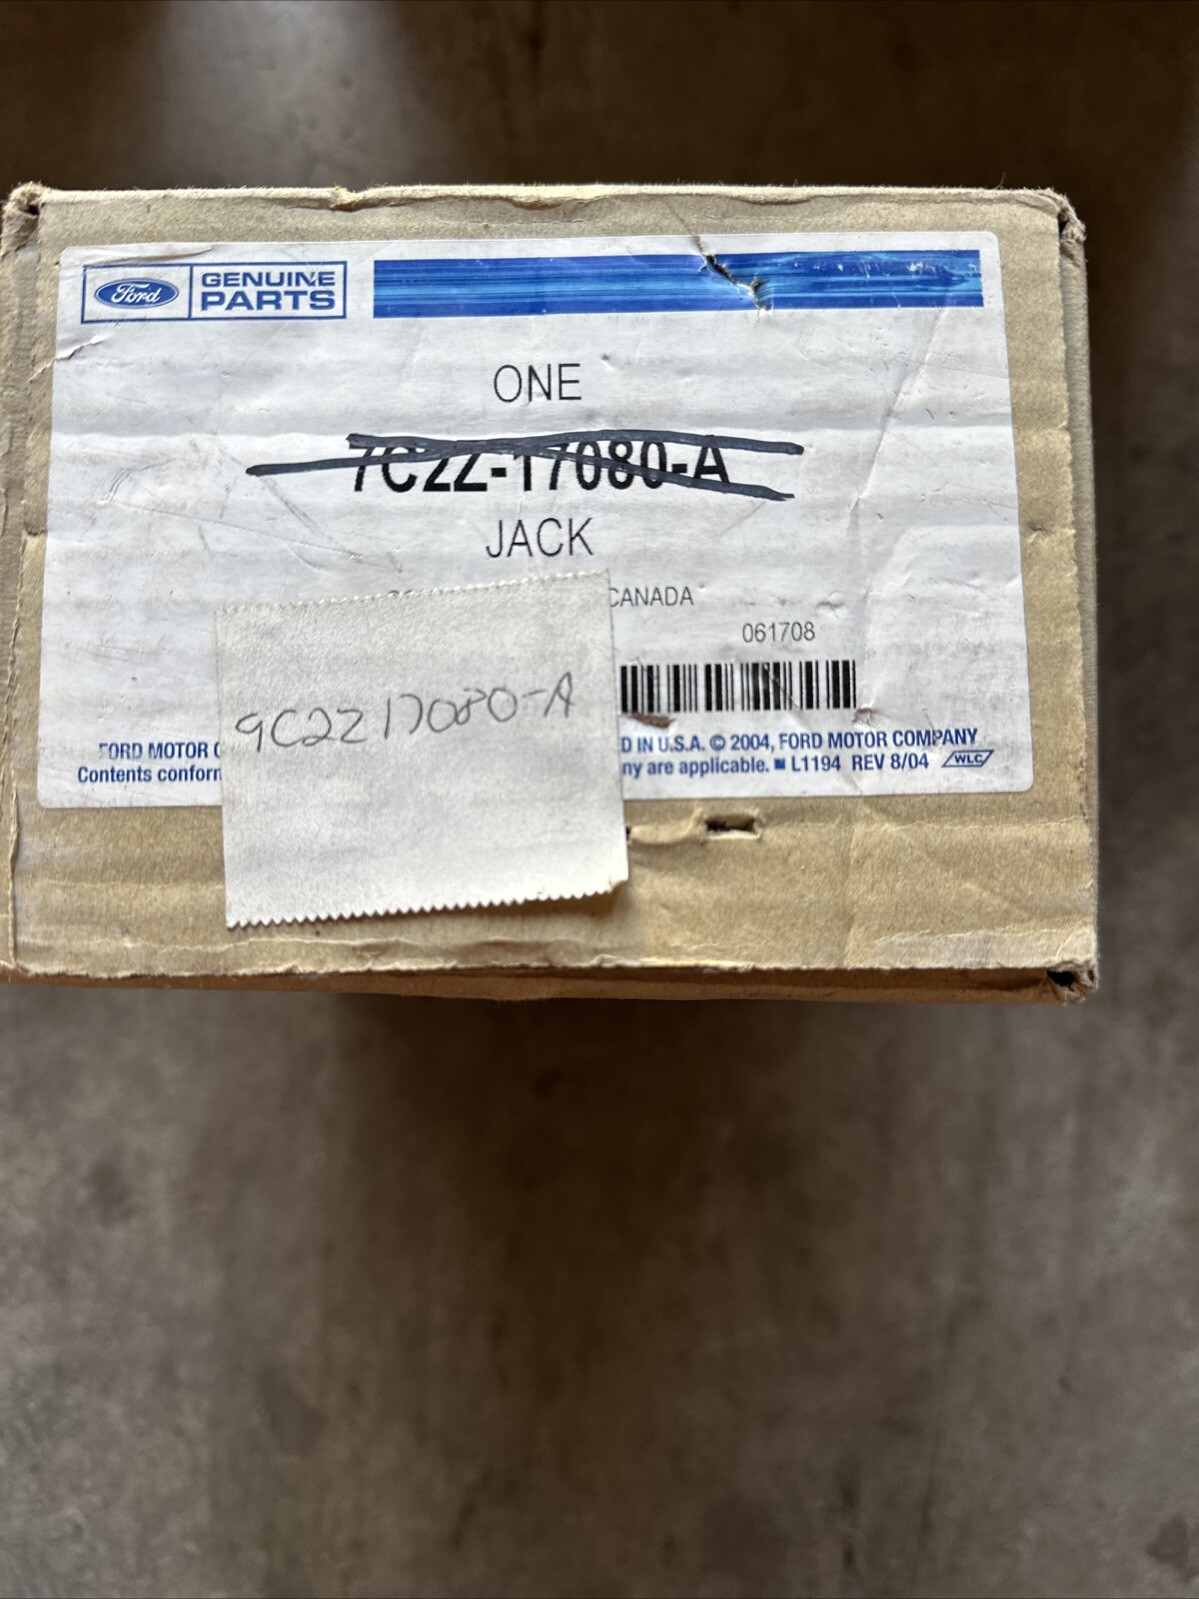 Ford
GENUINE
PARTS
ONE
7C2Z-17080-A
JACK
CANADA
061708
9C2Z17080-A
FORD MOTOR
D IN U.S.A. © 2004, FORD MOTOR COMPANY
Contents conform
ny are applicable. ■ L1194 REV 8/04 WLC